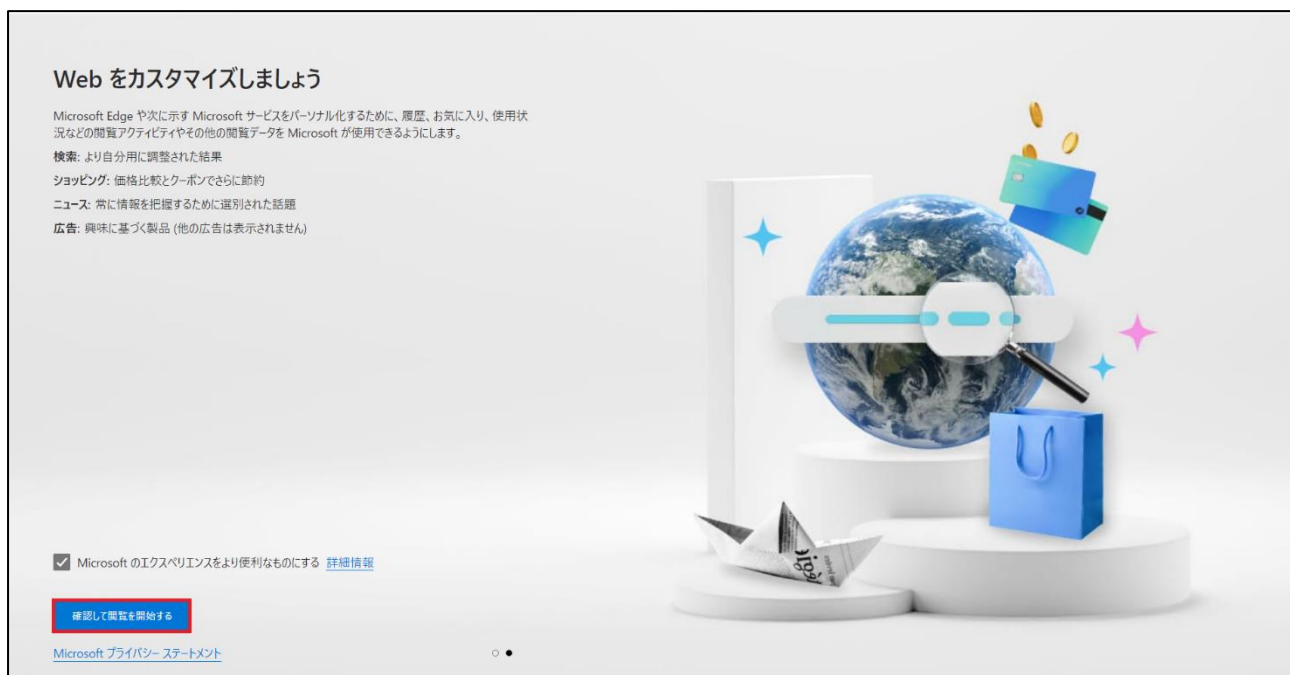 Web をカスタマイズしましょう
Microsoft Edge や次に示す Microsoft サービスをパーソナル化するために、履歴、お気に入り、使用状
況などの閲覧アクティビティやその他の閲覧データを Microsoft が使用できるようにします。
検索: より自分用に調整された結果
ショッピング: 価格比較とクーポンでさらに節約
ニュース: 常に情報を把握するために選別された話題
広告: 興味に基づく製品 (他の広告は表示されません)
Microsoft のエクスペリエンスをより便利なものにする 詳細情報
確認して閲覧を開始する
Microsoft プライバシー ステートメント